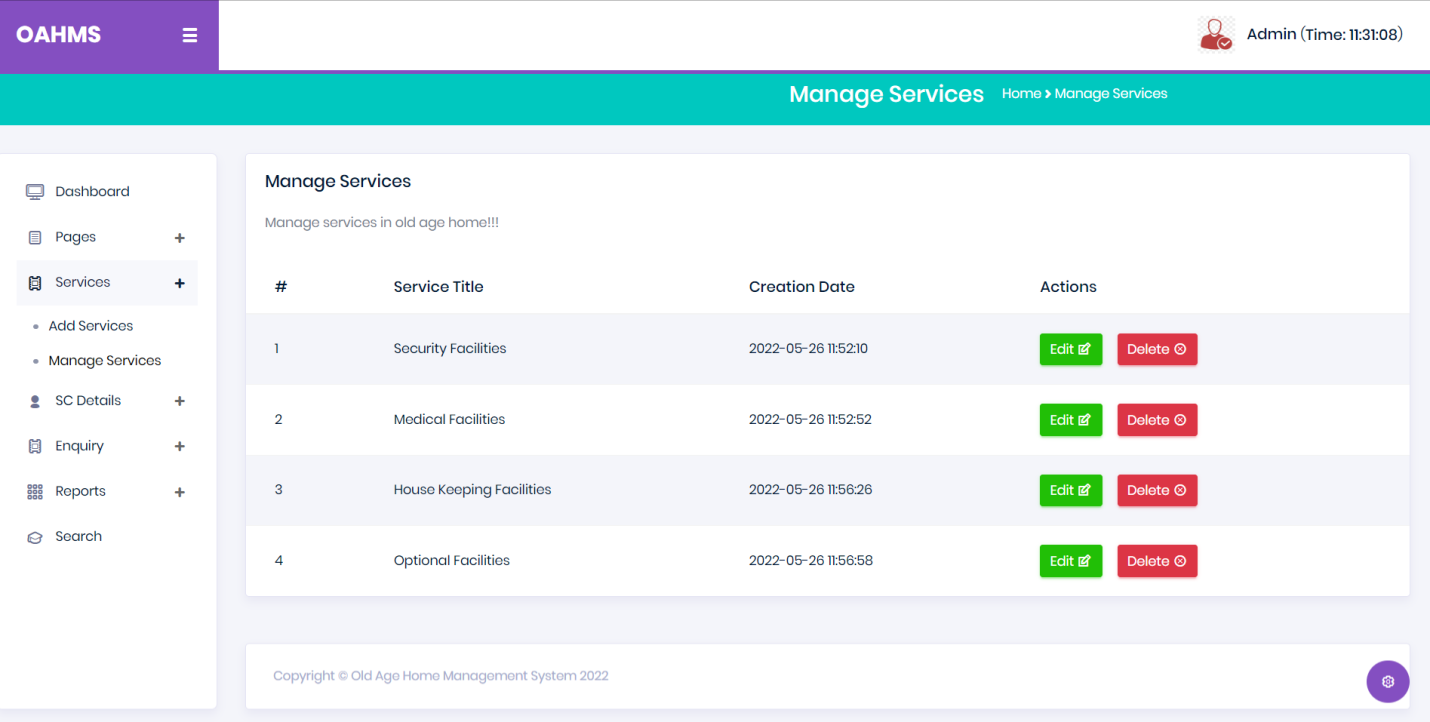 OAHMS
Admin (Time: 11:31:08)
Manage Services Home > Manage Services
Dashboard
Pages +
Services +
Add Services
Manage Services
SC Details +
Enquiry +
Reports +
Search
Manage Services
Manage services in old age home!!!
# Service Title Creation Date Actions
1 Security Facilities 2022-05-26 11:52:10 Edit Delete
2 Medical Facilities 2022-05-26 11:52:52 Edit Delete
3 House Keeping Facilities 2022-05-26 11:56:26 Edit Delete
4 Optional Facilities 2022-05-26 11:56:58 Edit Delete
Copyright © Old Age Home Management System 2022